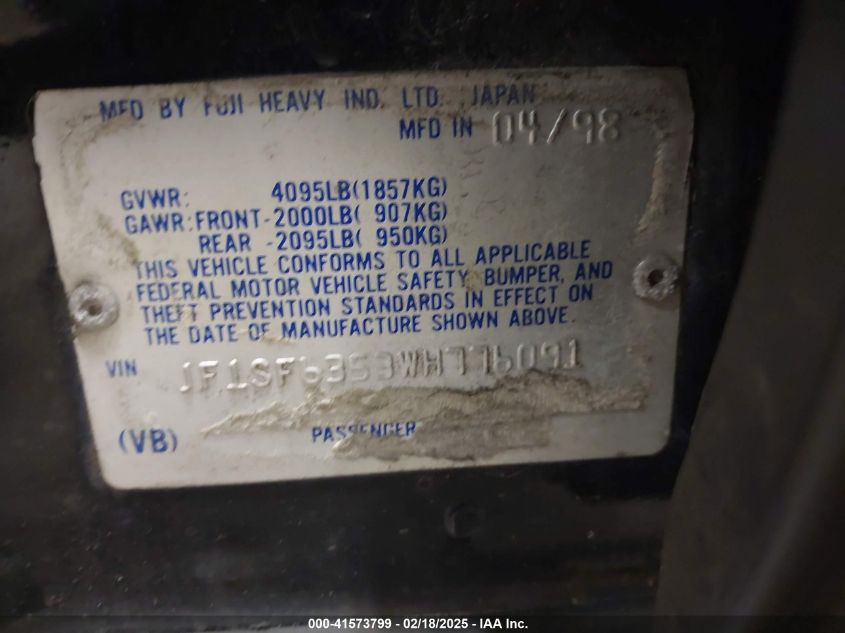 MFD BY FUJI HEAVY IND. LTD. JAPAN
MFD IN 04/98
GVWR: 4095LB(1857KG)
GAWR:FRONT-2000LB( 907KG)
REAR -2095LB( 950KG)
THIS VEHICLE CONFORMS TO ALL APPLICABLE
FEDERAL MOTOR VEHICLE SAFETY, BUMPER, AND
THEFT PREVENTION STANDARDS IN EFFECT ON
THE DATE OF MANUFACTURE SHOWN ABOVE.
VIN JF1SF6353WH776091
(VB) PASSENGER
000-41573799 - 02/18/2025 - IAA Inc.